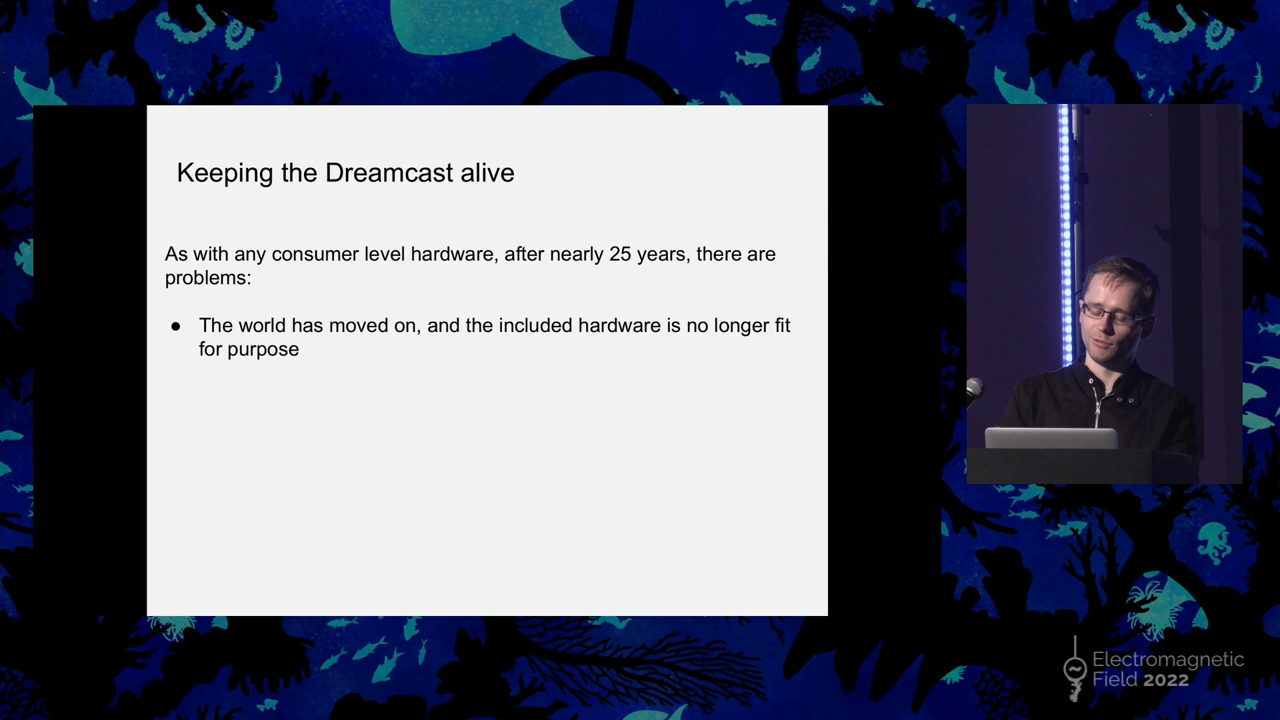 Keeping the Dreamcast alive
As with any consumer level hardware, after nearly 25 years, there are
problems:
● The world has moved on, and the included hardware is no longer fit
for purpose
Electromagnetic
Field 2022